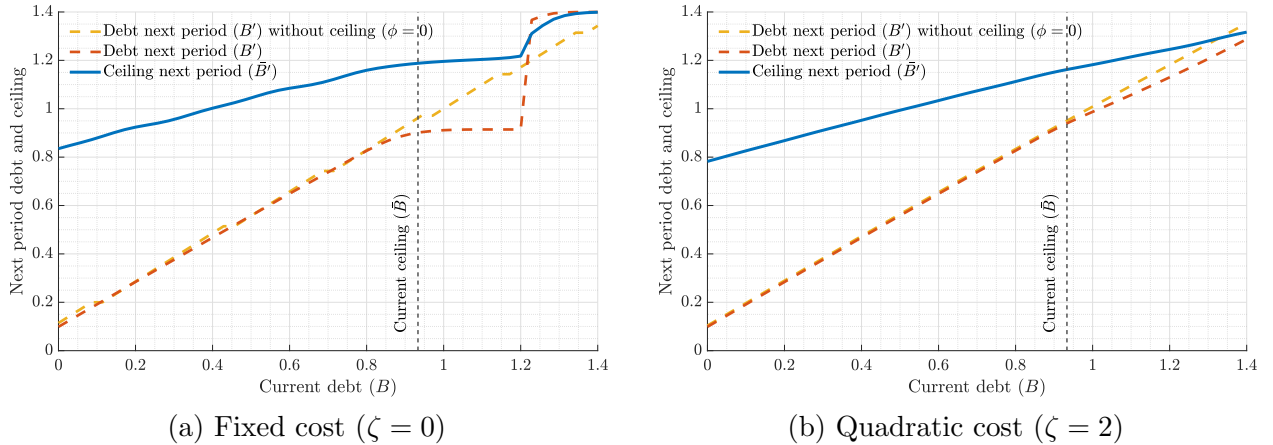 Next period debt and ceiling
1.4
1.2
1
0.8
0.6
0.4
0.2
0
Debt next period (B′) without ceiling (ϕ = 0)
Debt next period (B′)
Ceiling next period (B̄′)
Current ceiling (B̄)
0 0.2 0.4 0.6 0.8 1 1.2 1.4
Current debt (B)
(a) Fixed cost (ζ = 0)
Next period debt and ceiling
1.4
1.2
1
0.8
0.6
0.4
0.2
0
Debt next period (B′) without ceiling (ϕ = 0)
Debt next period (B′)
Ceiling next period (B̄′)
Current ceiling (B̄)
0 0.2 0.4 0.6 0.8 1 1.2 1.4
Current debt (B)
(b) Quadratic cost (ζ = 2)